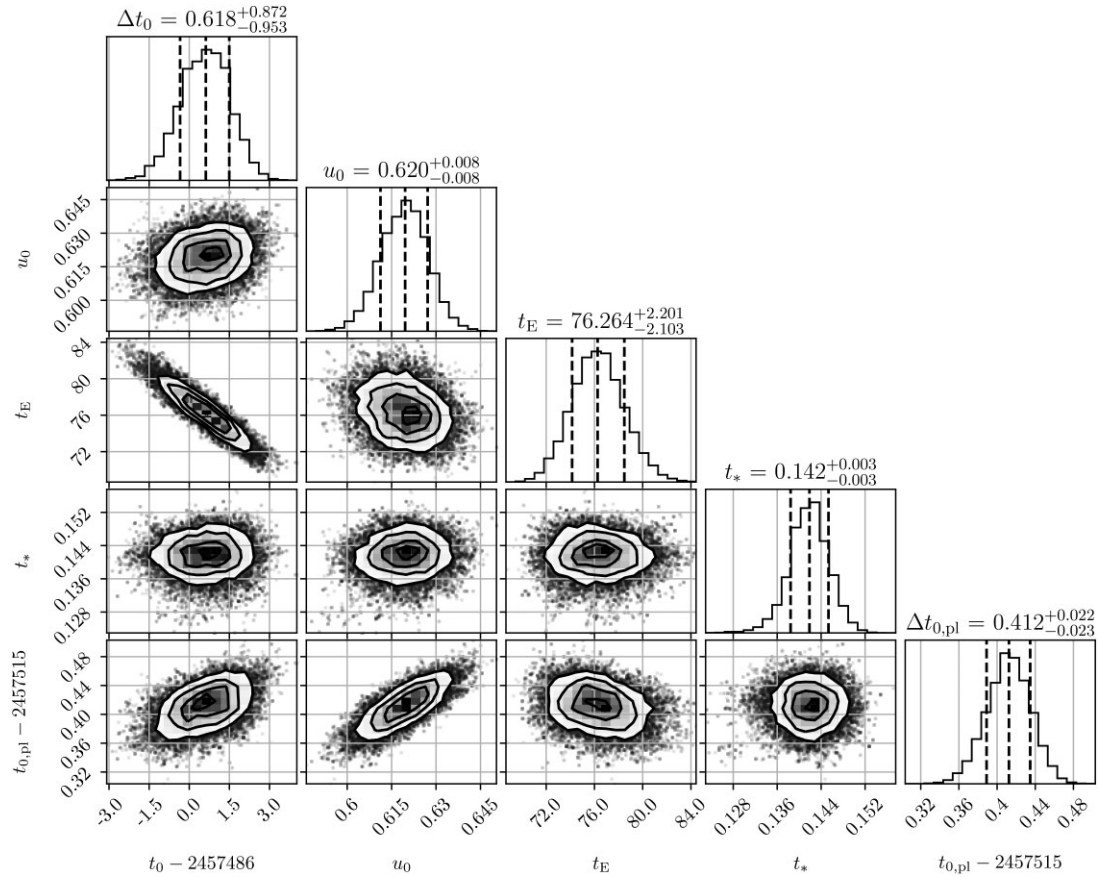 Δt₀ = 0.618⁺⁰·⁸⁷²₋₀.₉₅₃
u₀ = 0.620⁺⁰·⁰⁰⁸₋₀.₀₀₈
0.645
0.630
0.615
0.600
u₀
t_E = 76.264⁺²·²⁰¹₋₂.₁₀₃
84
80
76
72
t_E
t_* = 0.142⁺⁰·⁰⁰³₋₀.₀₀₃
0.152
0.144
0.136
0.128
t_*
Δt₀,pl = 0.412⁺⁰·⁰²²₋₀.₀₂₃
0.48
0.44
0.40
0.36
0.32
t₀,pl − 2457515
-3.0 -1.5 0.0 1.5 3.0 0.6 0.615 0.63 0.645 72.0 76.0 80.0 84.0 0.128 0.136 0.144 0.152 0.32 0.36 0.4 0.44 0.48
t₀ − 2457486 u₀ t_E t_* t₀,pl − 2457515